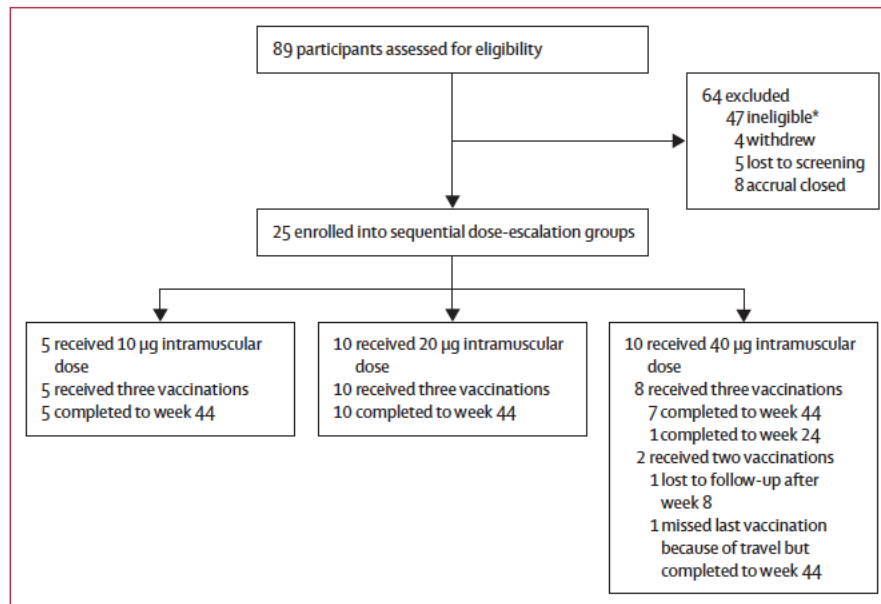 89 participants assessed for eligibility
64 excluded
47 ineligible*
4 withdrew
5 lost to screening
8 accrual closed
25 enrolled into sequential dose-escalation groups
5 received 10 µg intramuscular
dose
5 received three vaccinations
5 completed to week 44
10 received 20 µg intramuscular
dose
10 received three vaccinations
10 completed to week 44
10 received 40 µg intramuscular
dose
8 received three vaccinations
7 completed to week 44
1 completed to week 24
2 received two vaccinations
1 lost to follow-up after
week 8
1 missed last vaccination
because of travel but
completed to week 44